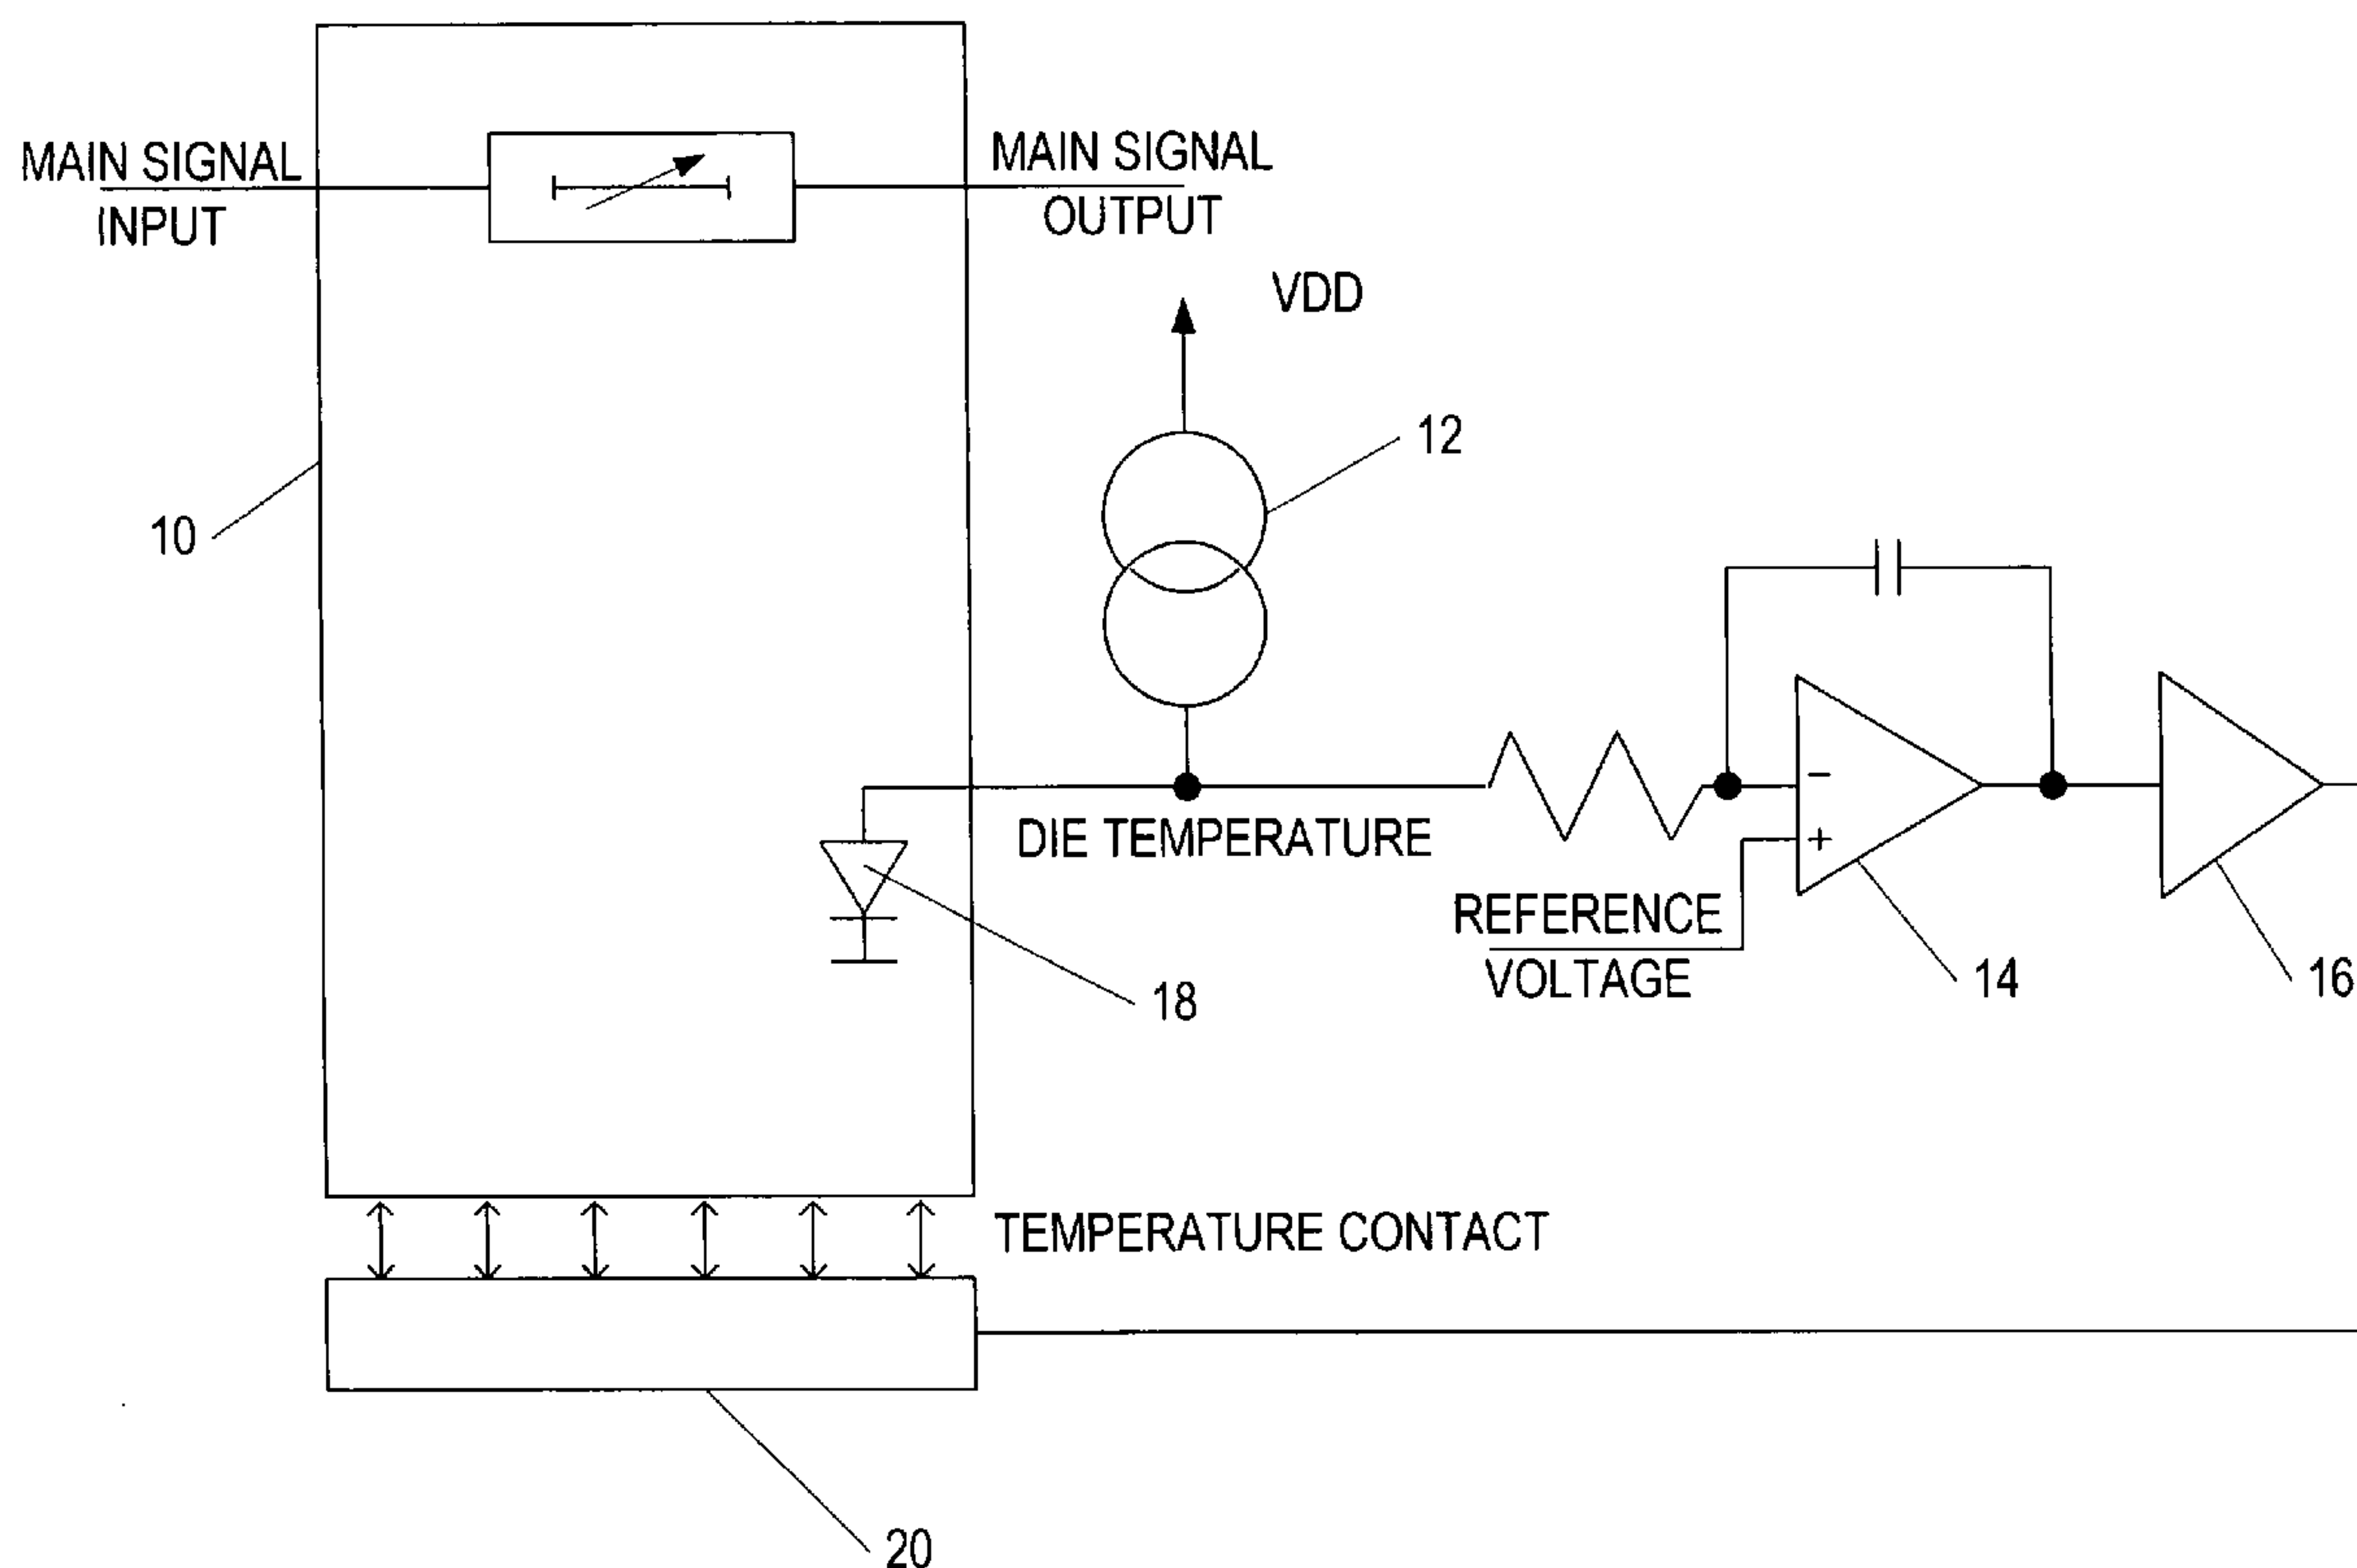 MAIN SIGNAL
INPUT
MAIN SIGNAL
OUTPUT
VDD
12
10
DIE TEMPERATURE
−
+
REFERENCE
VOLTAGE
14
16
18
TEMPERATURE CONTACT
20